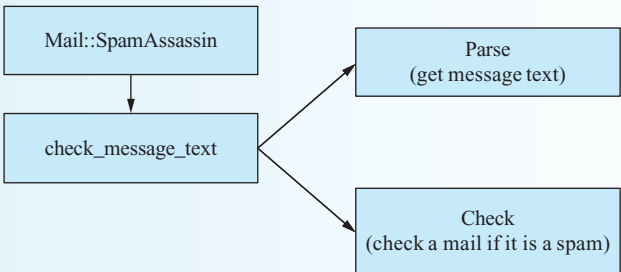 Mail::SpamAssassin
check_message_text
Parse
(get message text)
Check
(check a mail if it is a spam)